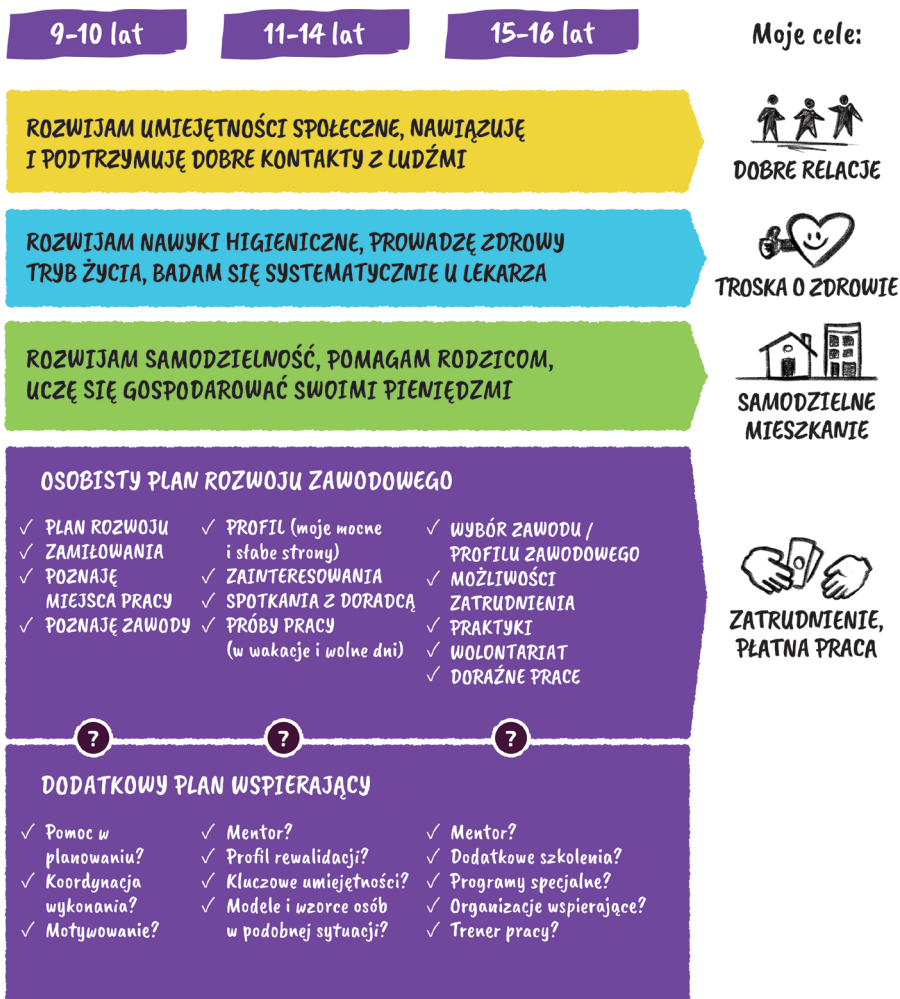 9-10 lat
11-14 lat
15-16 lat
Moje cele:
ROZWIJAM UMIEJĘTNOŚCI SPOŁECZNE, NAWIĄZUJĘ
I PODTRZYMUJĘ DOBRE KONTAKTY Z LUDŹMI
DOBRE RELACJE
ROZWIJAM NAWYKI HIGIENICZNE, PROWADZĘ ZDROWY
TRYB ŻYCIA, BADAM SIĘ SYSTEMATYCZNIE U LEKARZA
TROSKA O ZDROWIE
ROZWIJAM SAMODZIELNOŚĆ, POMAGAM RODZICOM,
UCZĘ SIĘ GOSPODAROWAĆ SWOIMI PIENIĘDZMI
SAMODZIELNE
MIESZKANIE
OSOBISTY PLAN ROZWOJU ZAWODOWEGO
✓ PLAN ROZWOJU
✓ ZAMIŁOWANIA
✓ POZNAJĘ
MIEJSCA PRACY
✓ POZNAJĘ ZAWODY
✓ PROFIL (moje mocne
i słabe strony)
✓ ZAINTERESOWANIA
✓ SPOTKANIA Z DORADCĄ
✓ PRÓBY PRACY
(w wakacje i wolne dni)
✓ WYBÓR ZAWODU /
PROFILU ZAWODOWEGO
✓ MOŻLIWOŚCI
ZATRUDNIENIA
✓ PRAKTYKI
✓ WOLONTARIAT
✓ DORAŹNE PRACE
ZATRUDNIENIE,
PŁATNA PRACA
?
?
?
DODATKOWY PLAN WSPIERAJĄCY
✓ Pomoc w
planowaniu?
✓ Koordynacja
wykonania?
✓ Motywowanie?
✓ Mentor?
✓ Profil rewalidacji?
✓ Kluczowe umiejętności?
✓ Modele i wzorce osób
w podobnej sytuacji?
✓ Mentor?
✓ Dodatkowe szkolenia?
✓ Programy specjalne?
✓ Organizacje wspierające?
✓ Trener pracy?